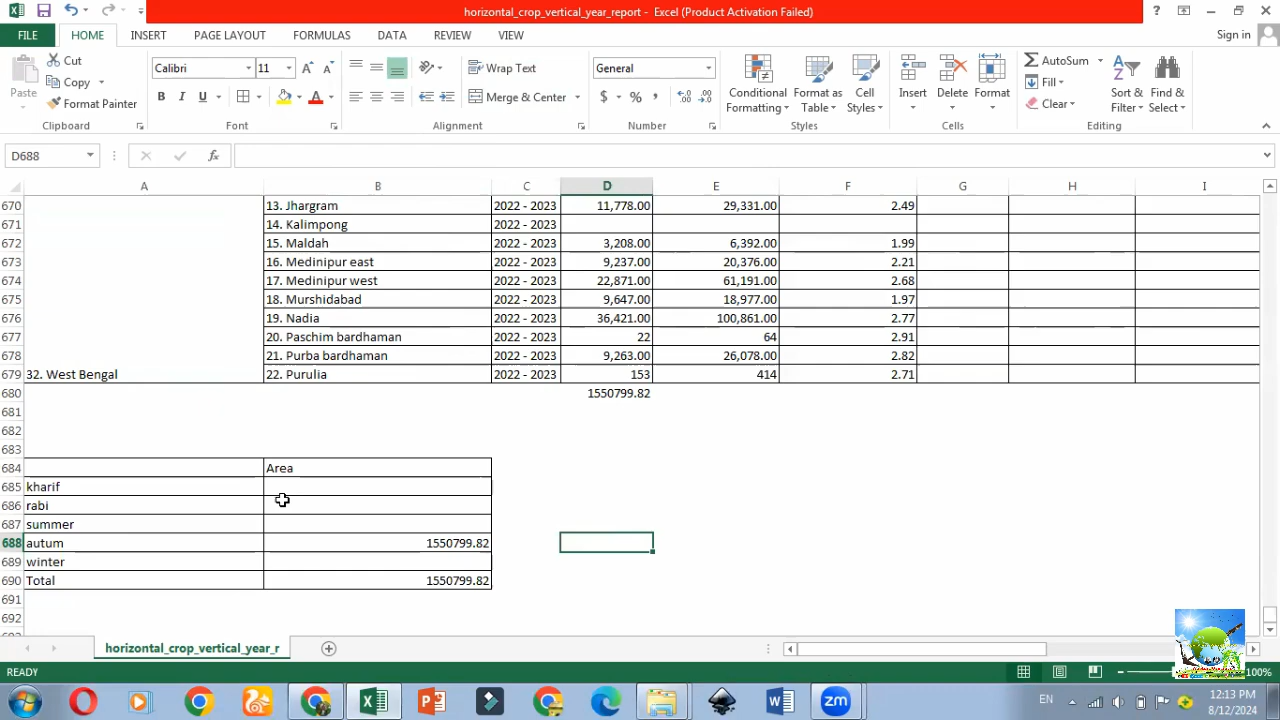 horizontal_crop_vertical_year_report - Excel (Product Activation Failed)
FILE HOME INSERT PAGE LAYOUT FORMULAS DATA REVIEW VIEW Sign in
Paste Cut Copy Format Painter Clipboard
Calibri 11 B I U A Font
Wrap Text Merge & Center Alignment
General $ % Number
Conditional Formatting Format as Table Cell Styles Styles
Insert Delete Format Cells
AutoSum Fill Clear Sort & Filter Find & Select Editing
D688 fx
A B C D E F G H I
670 13. Jhargram 2022 - 2023 11,778.00 29,331.00 2.49
671 14. Kalimpong 2022 - 2023
672 15. Maldah 2022 - 2023 3,208.00 6,392.00 1.99
673 16. Medinipur east 2022 - 2023 9,237.00 20,376.00 2.21
674 17. Medinipur west 2022 - 2023 22,871.00 61,191.00 2.68
675 18. Murshidabad 2022 - 2023 9,647.00 18,977.00 1.97
676 19. Nadia 2022 - 2023 36,421.00 100,861.00 2.77
677 20. Paschim bardhaman 2022 - 2023 22 64 2.91
678 21. Purba bardhaman 2022 - 2023 9,263.00 26,078.00 2.82
679 32. West Bengal 22. Purulia 2022 - 2023 153 414 2.71
680 1550799.82
681
682
683
684 Area
685 kharif
686 rabi
687 summer
688 autum 1550799.82
689 winter
690 Total 1550799.82
691
692
horizontal_crop_vertical_year_r
READY 100%
EN 12:13 PM
8/12/2024